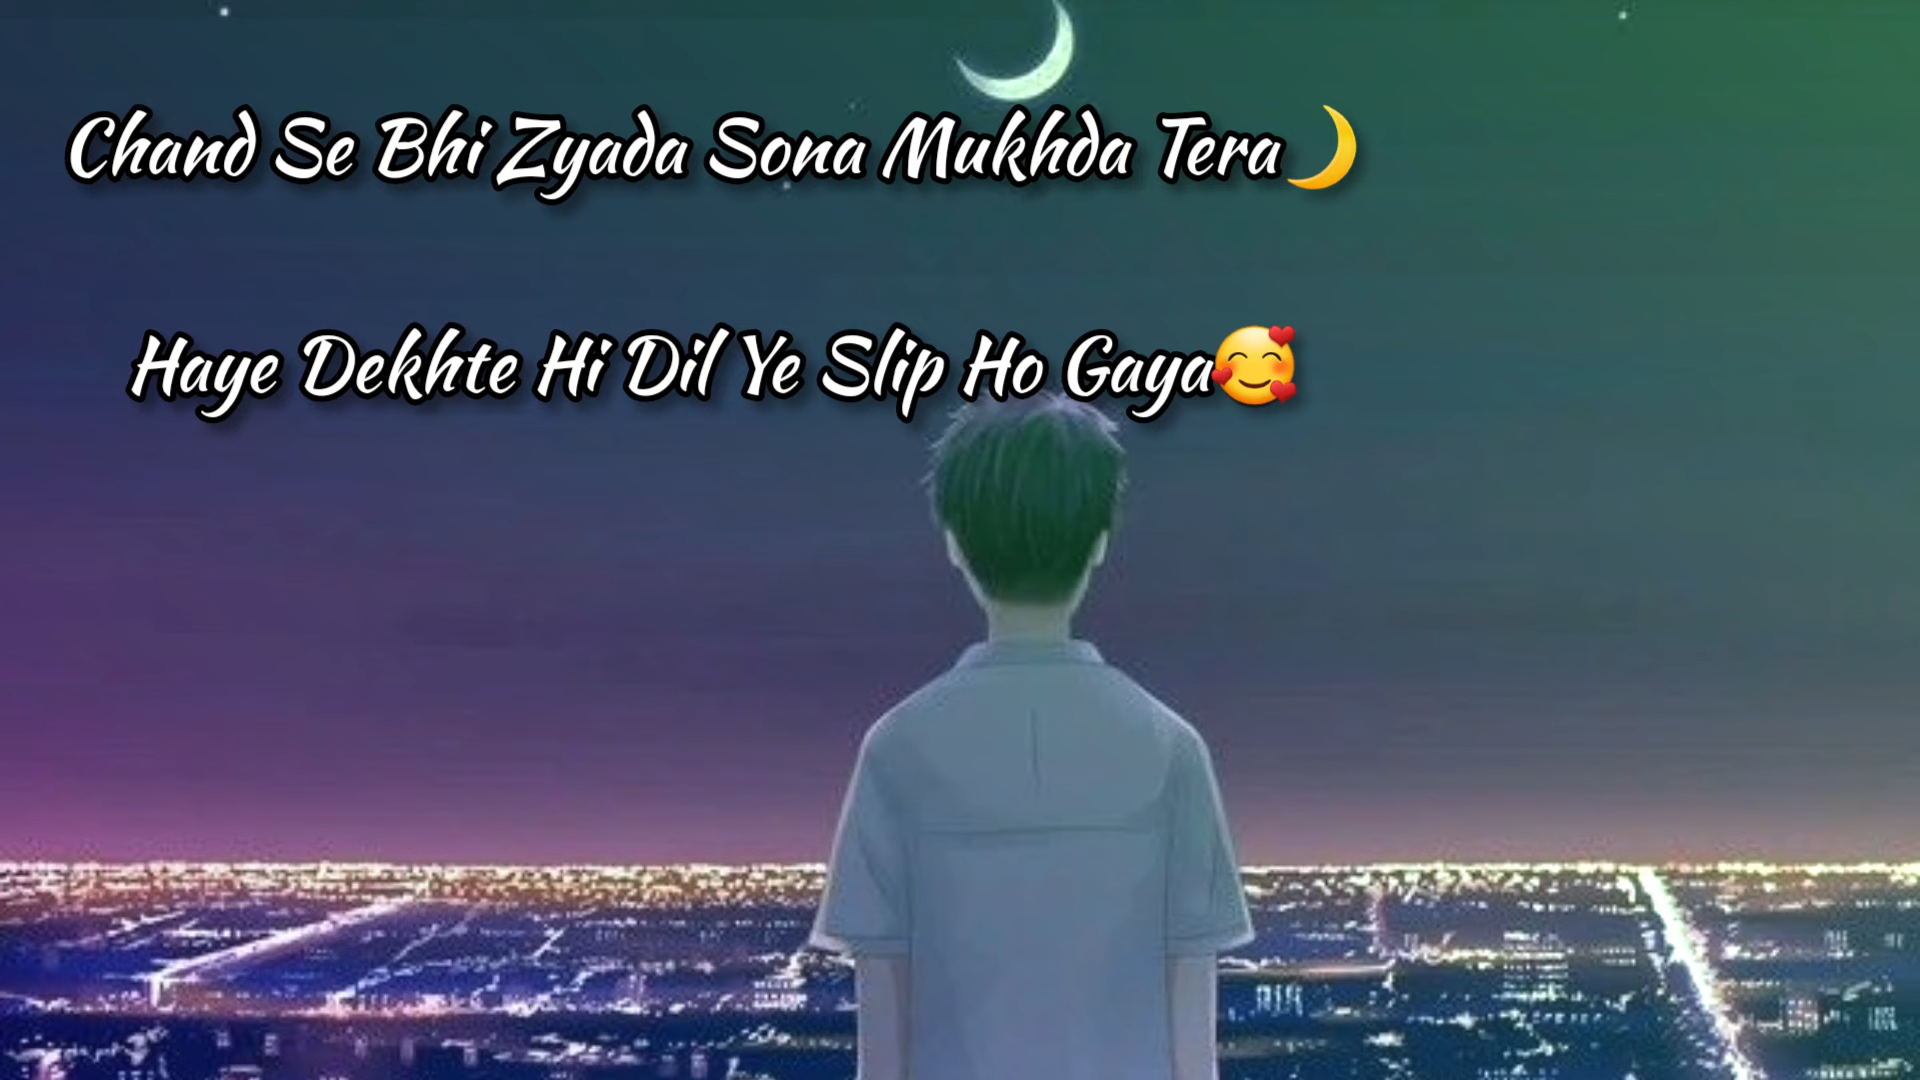 Chand Se Bhi Zyada Sona Mukhda Tera🌙
Haye Dekhte Hi Dil Ye Slip Ho Gaya🥰